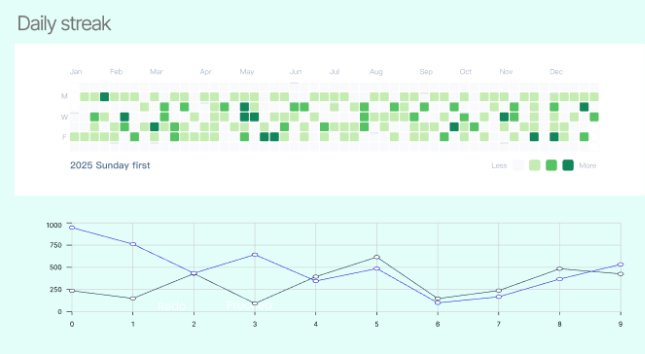 Daily streak
Jan Feb Mar Apr May Jun Jul Aug Sep Oct Nov Dec
M
W
F
2025 Sunday first
Less More
1000
750
500
250
0
0 1 2 3 4 5 6 7 8 9